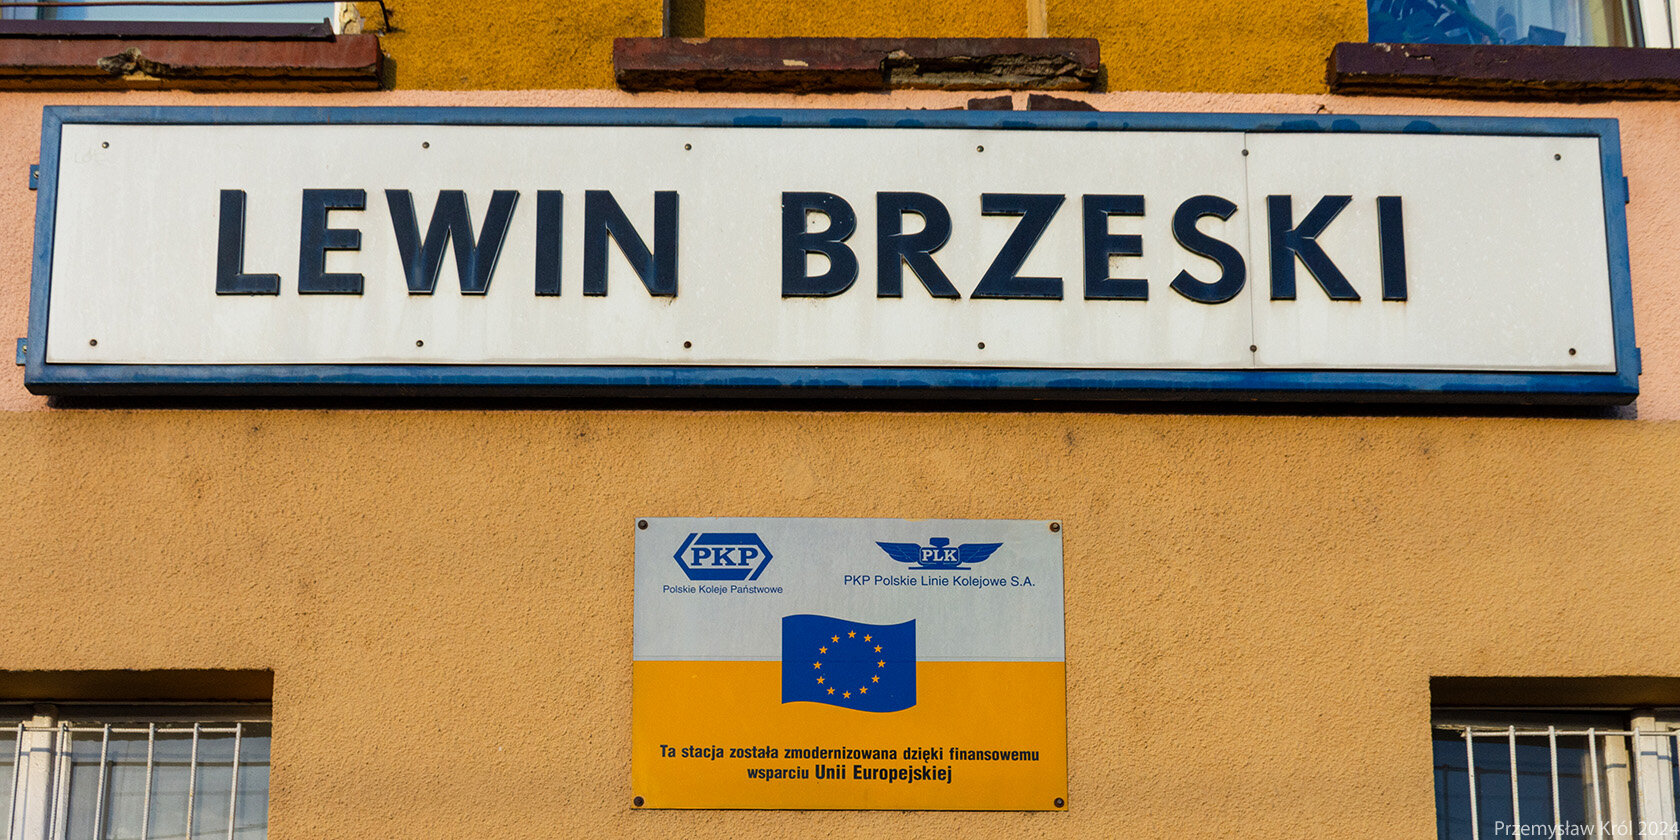 LEWIN BRZESKI
PKP
Polskie Koleje Państwowe
PLK
PKP Polskie Linie Kolejowe S.A.
Ta stacja została zmodernizowana dzięki finansowemu
wsparciu Unii Europejskiej
Przemysław Król 2024